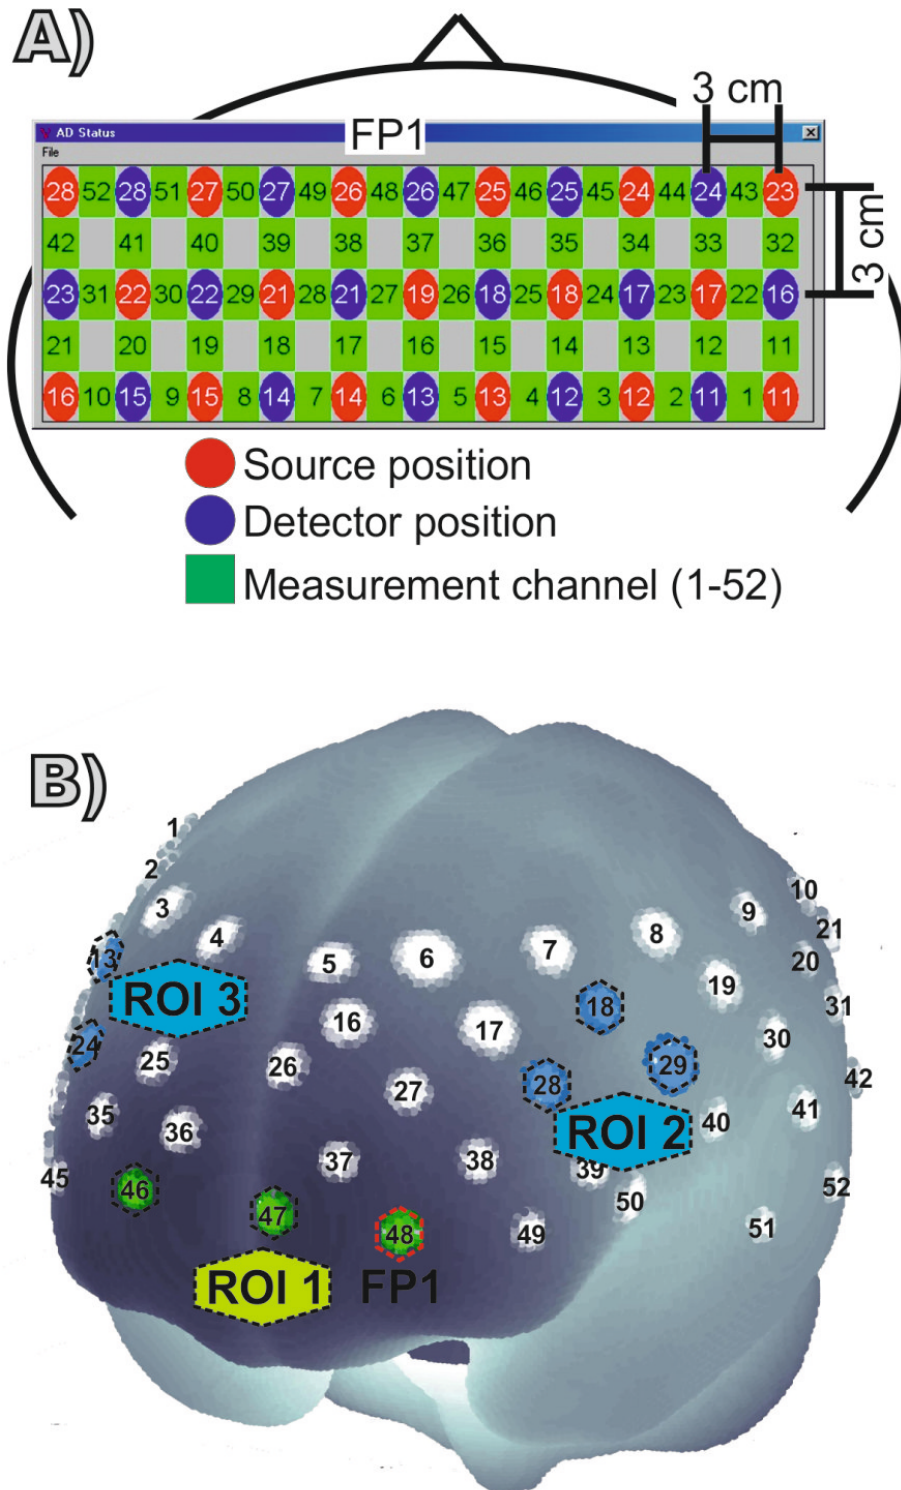 A)
3 cm
AD Status
FP1
File
28 52 28 51 27 50 27 49 26 48 26 47 25 46 25 45 24 44 24 43 23
42 41 40 39 38 37 36 35 34 33 32
3 cm
23 31 22 30 22 29 21 28 21 27 19 26 18 25 18 24 17 23 17 22 16
21 20 19 18 17 16 15 14 13 12 11
16 10 15 9 15 8 14 7 14 6 13 5 13 4 12 3 12 2 11 1 11
Source position
Detector position
Measurement channel (1-52)
B)
1
2
3
4
5
6
7
8
9
10
13
ROI 3
16
17
18
19
20
21
24
25
26
27
28
29
30
31
ROI 2
35
36
37
38
39
40
41
42
45
46
47
48
49
50
51
52
ROI 1
FP1